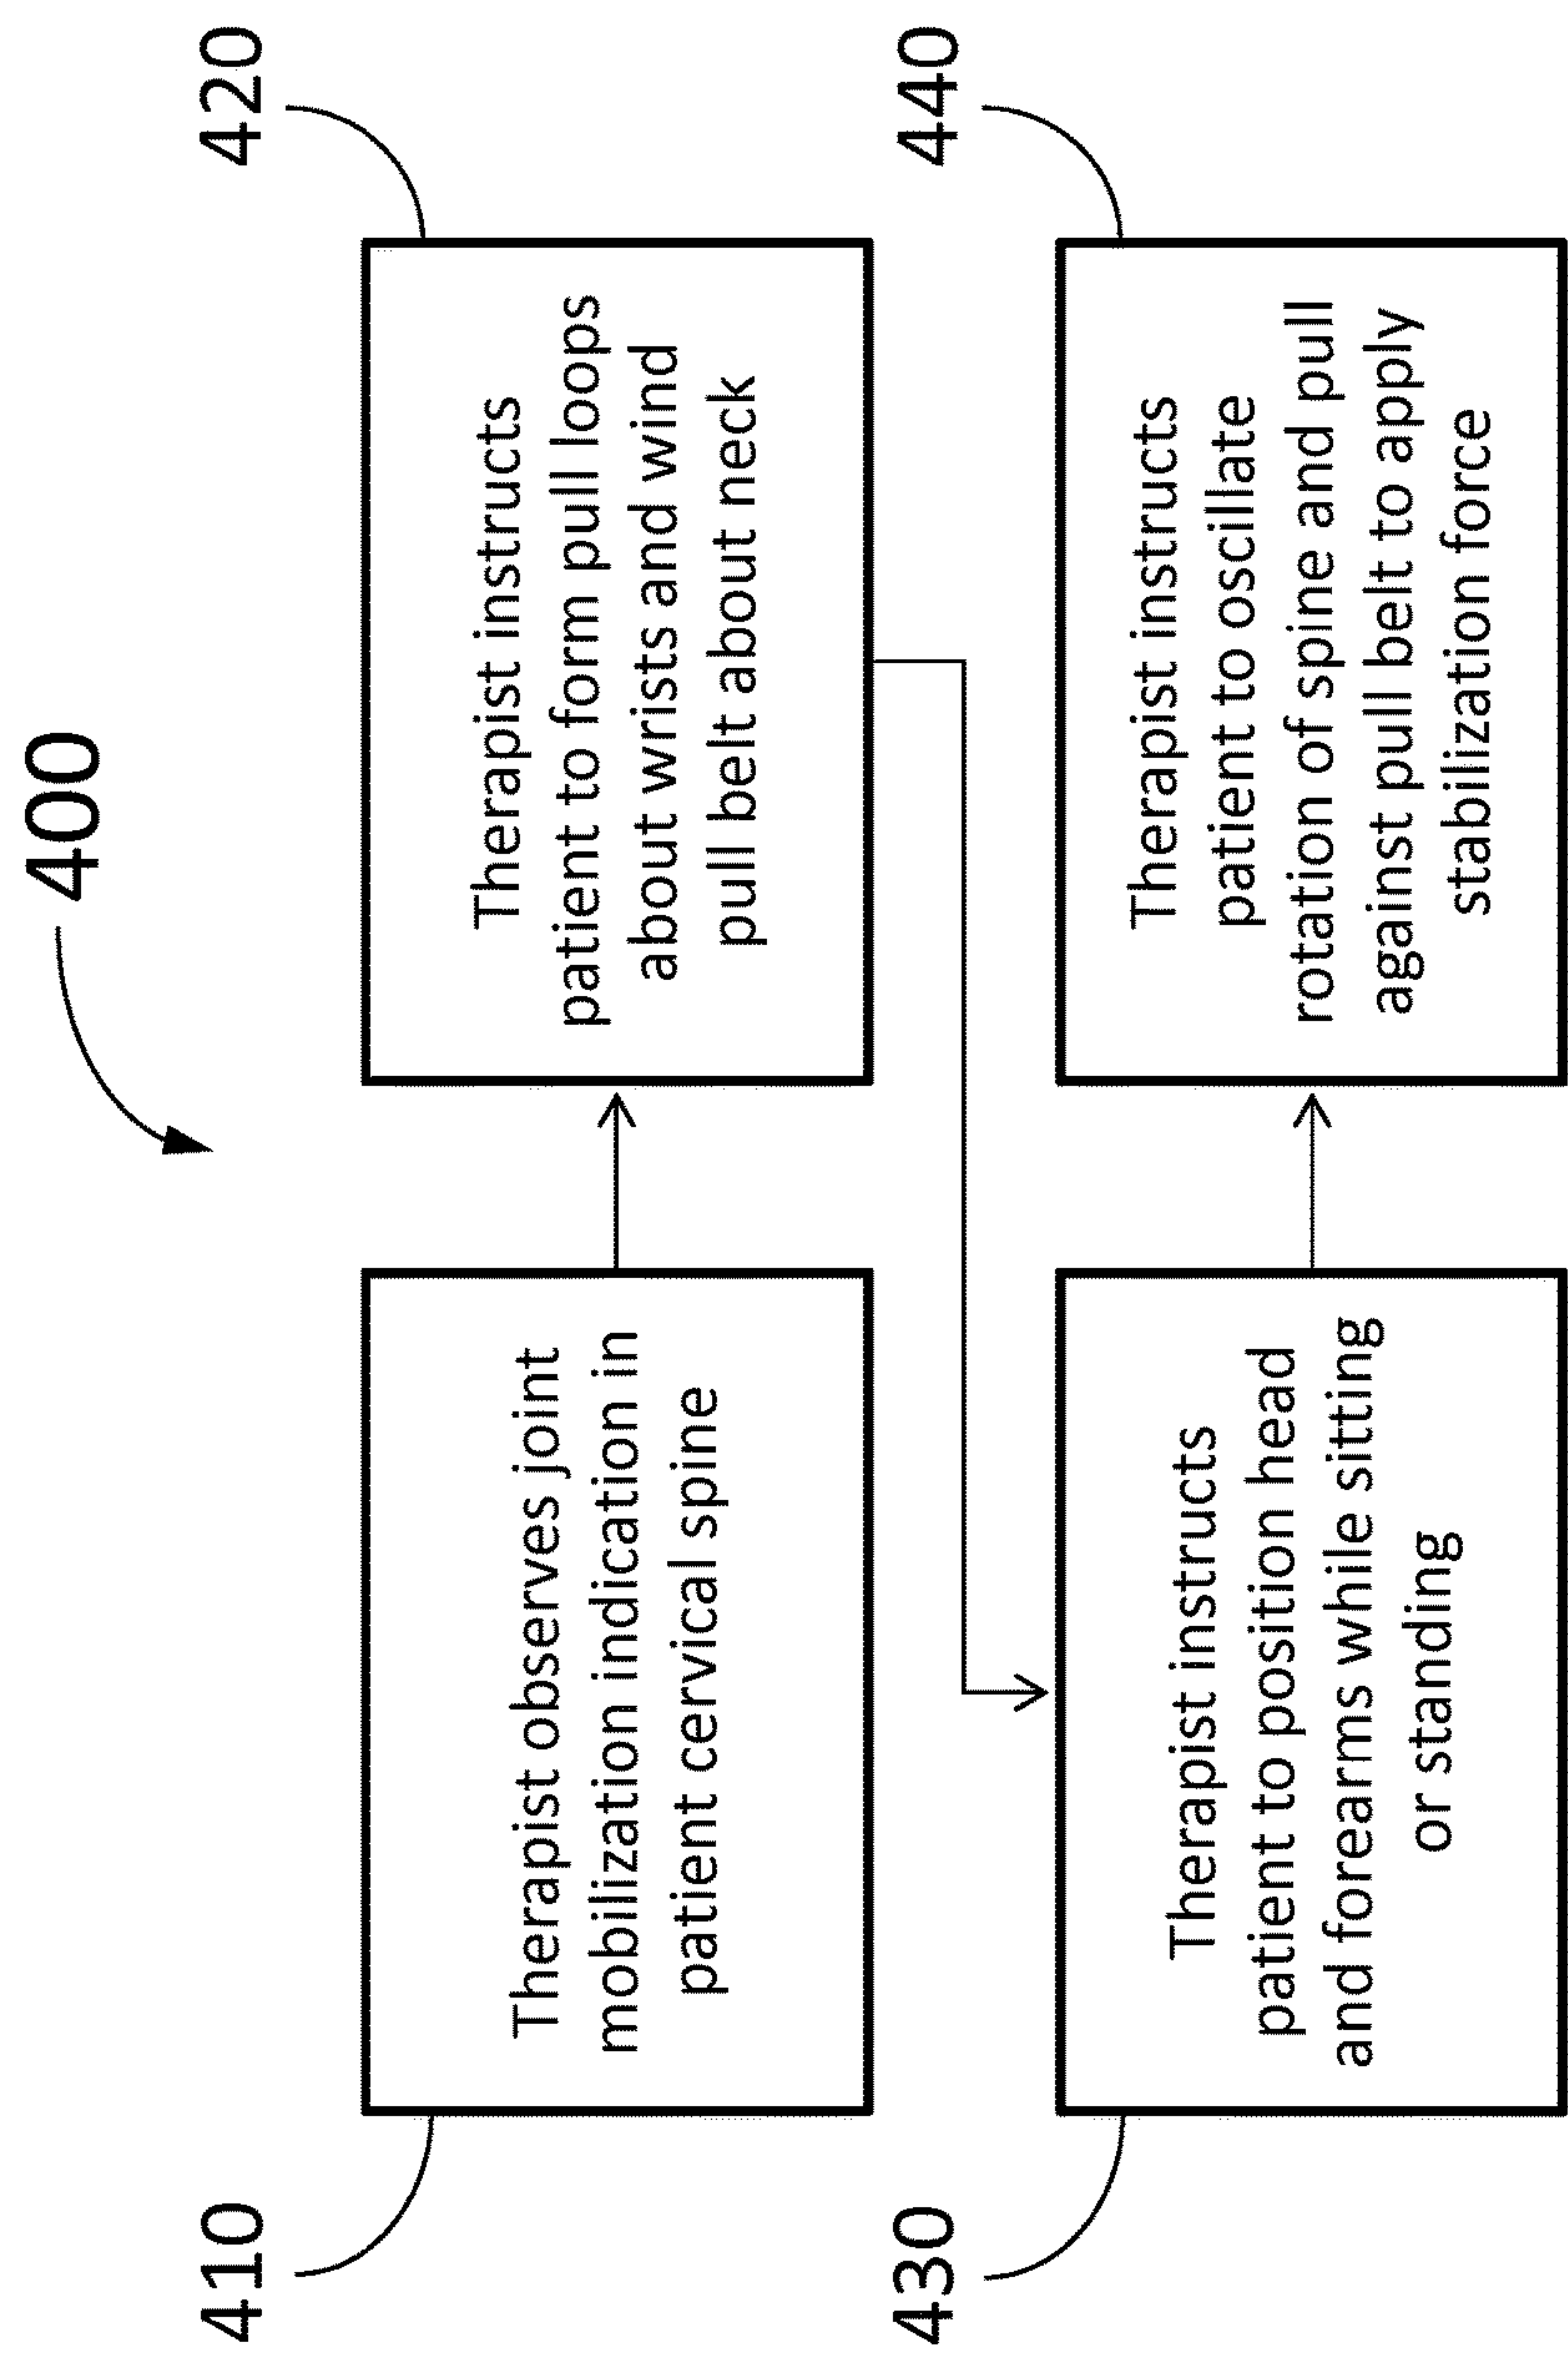 400
410
Therapist observes joint
mobilization indication in
patient cervical spine
420
Therapist instructs
patient to form pull loops
about wrists and wind
pull belt about neck
430
Therapist instructs
patient to position head
and forearms while sitting
or standing
440
Therapist instructs
patient to oscillate
rotation of spine and pull
against pull belt to apply
stabilization force